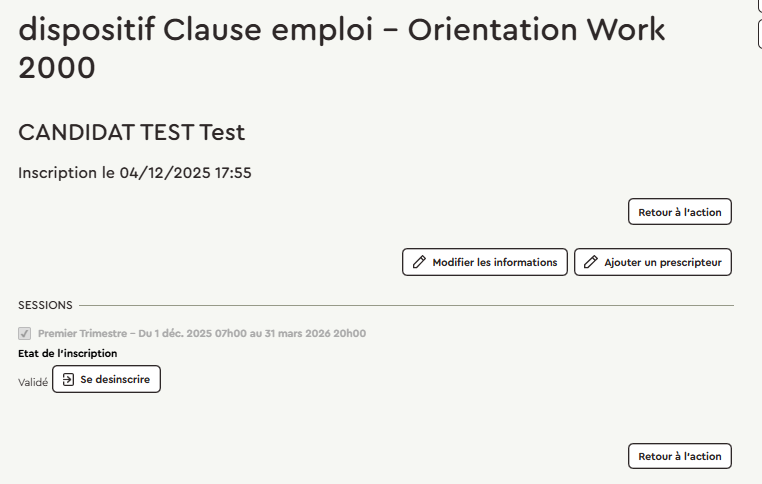 dispositif Clause emploi – Orientation Work
2000
CANDIDAT TEST Test
Inscription le 04/12/2025 17:55
Retour à l'action
Modifier les informations
Ajouter un prescripteur
SESSIONS
Premier Trimestre – Du 1 déc. 2025 07h00 au 31 mars 2026 20h00
Etat de l'inscription
Validé
Se desinscrire
Retour à l'action